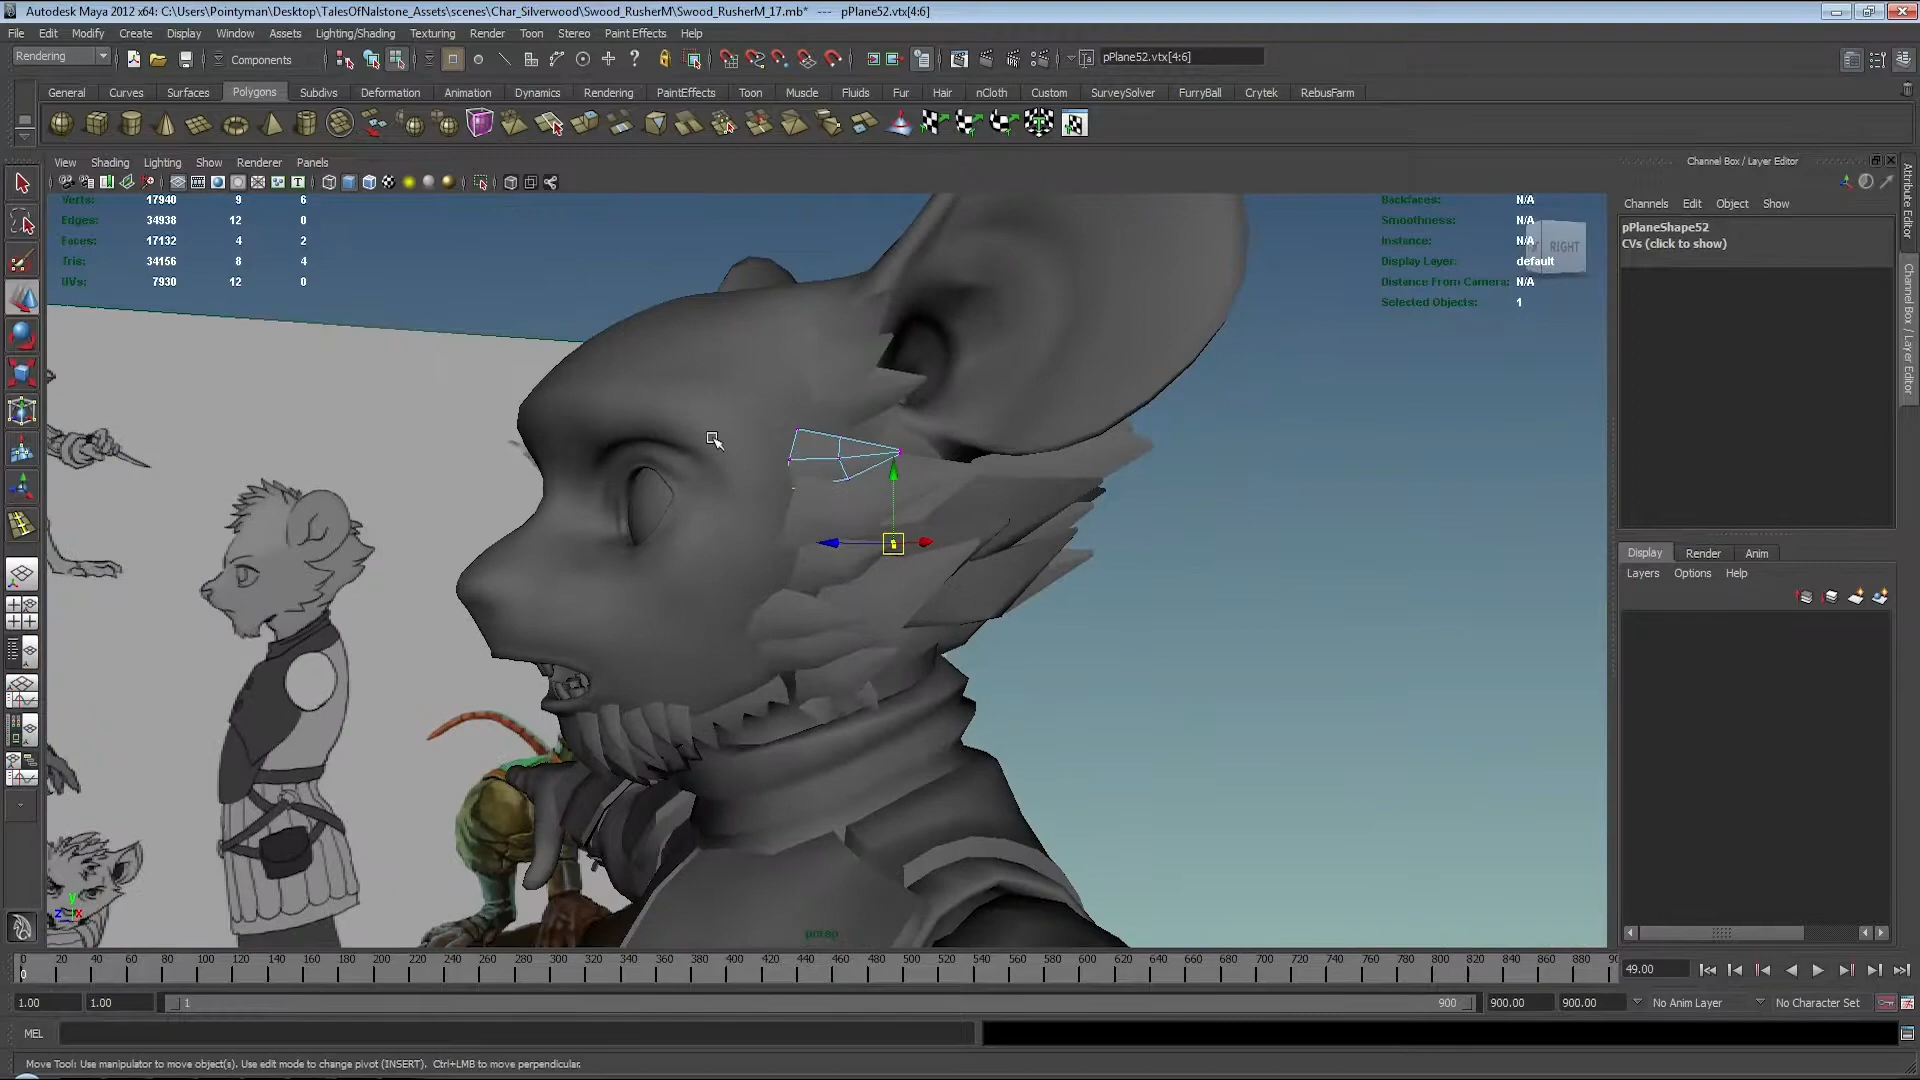 Autodesk Maya 2012 x64: C:\Users\Pointyman\Desktop\TalesOfNalstone_Assets\scenes\Char_Silverwood\Swood_RusherM\Swood_RusherM_17.mb* --- pPlane52.vtx[4:6]
File Edit Modify Create Display Window Assets Lighting/Shading Texturing Render Toon Stereo Paint Effects Help
Rendering Components pPlane52.vtx[4:6]
General Curves Surfaces Polygons Subdivs Deformation Animation Dynamics Rendering PaintEffects Toon Muscle Fluids Fur Hair nCloth Custom SurveySolver FurryBall Crytek RebusFarm
View Shading Lighting Show Renderer Panels
Channel Box / Layer Editor
Verts: 17940 9 6
Edges: 34938 12 0
Faces: 17132 4 2
Tris: 34156 8 4
UVs: 7930 12 0
Backfaces: N/A
Smoothness: N/A
Instance: N/A
Display Layer: default
Distance From Camera: N/A
Selected Objects: 1
RIGHT
Channels Edit Object Show
pPlaneShape52
CVs (click to show)
Attribute Editor
Channel Box / Layer Editor
Display Render Anim
Layers Options Help
persp
y
z x
0 20 40 60 80 100 120 140 160 180 200 220 240 260 280 300 320 340 360 380 400 420 440 460 480 500 520 540 560 580 600 620 640 660 680 700 720 740 760 780 800 820 840 860 880 90
0
49.00
1.00 1.00 1 900 900.00 900.00 No Anim Layer No Character Set
MEL
Move Tool: Use manipulator to move object(s). Use edit mode to change pivot (INSERT). Ctrl+LMB to move perpendicular.